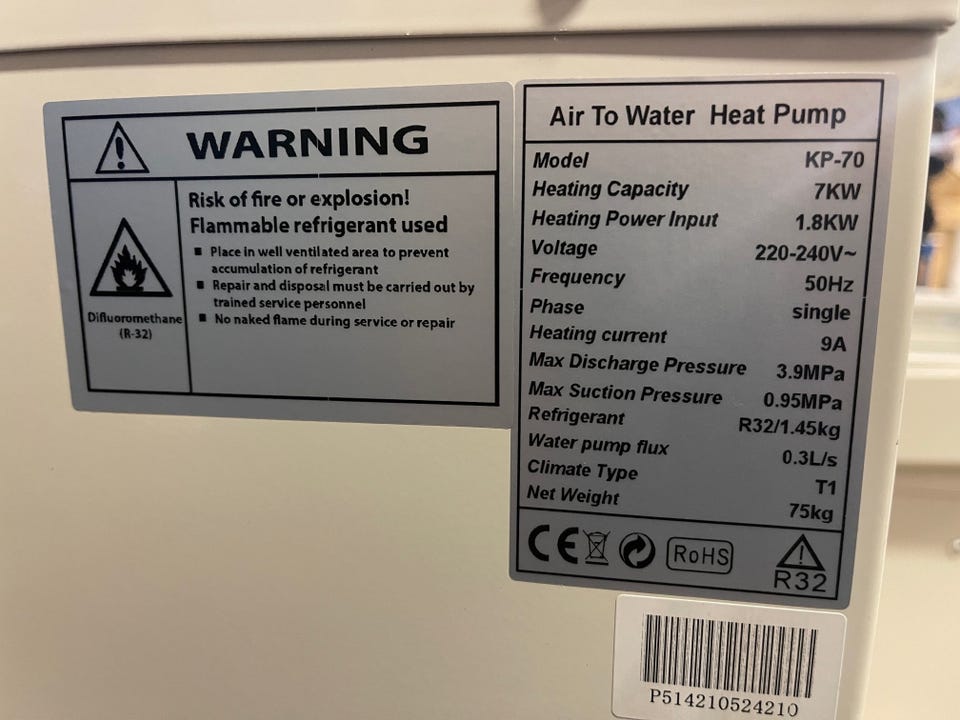 WARNING
Risk of fire or explosion!
Flammable refrigerant used
▪ Place in well ventilated area to prevent
accumulation of refrigerant
▪ Repair and disposal must be carried out by
trained service personnel
▪ No naked flame during service or repair
Difluoromethane
(R-32)
Air To Water Heat Pump
Model KP-70
Heating Capacity 7KW
Heating Power Input 1.8KW
Voltage 220-240V~
Frequency 50Hz
Phase single
Heating current 9A
Max Discharge Pressure 3.9MPa
Max Suction Pressure 0.95MPa
Refrigerant R32/1.45kg
Water pump flux 0.3L/s
Climate Type T1
Net Weight 75kg
CE RoHS
R32
P514210524210